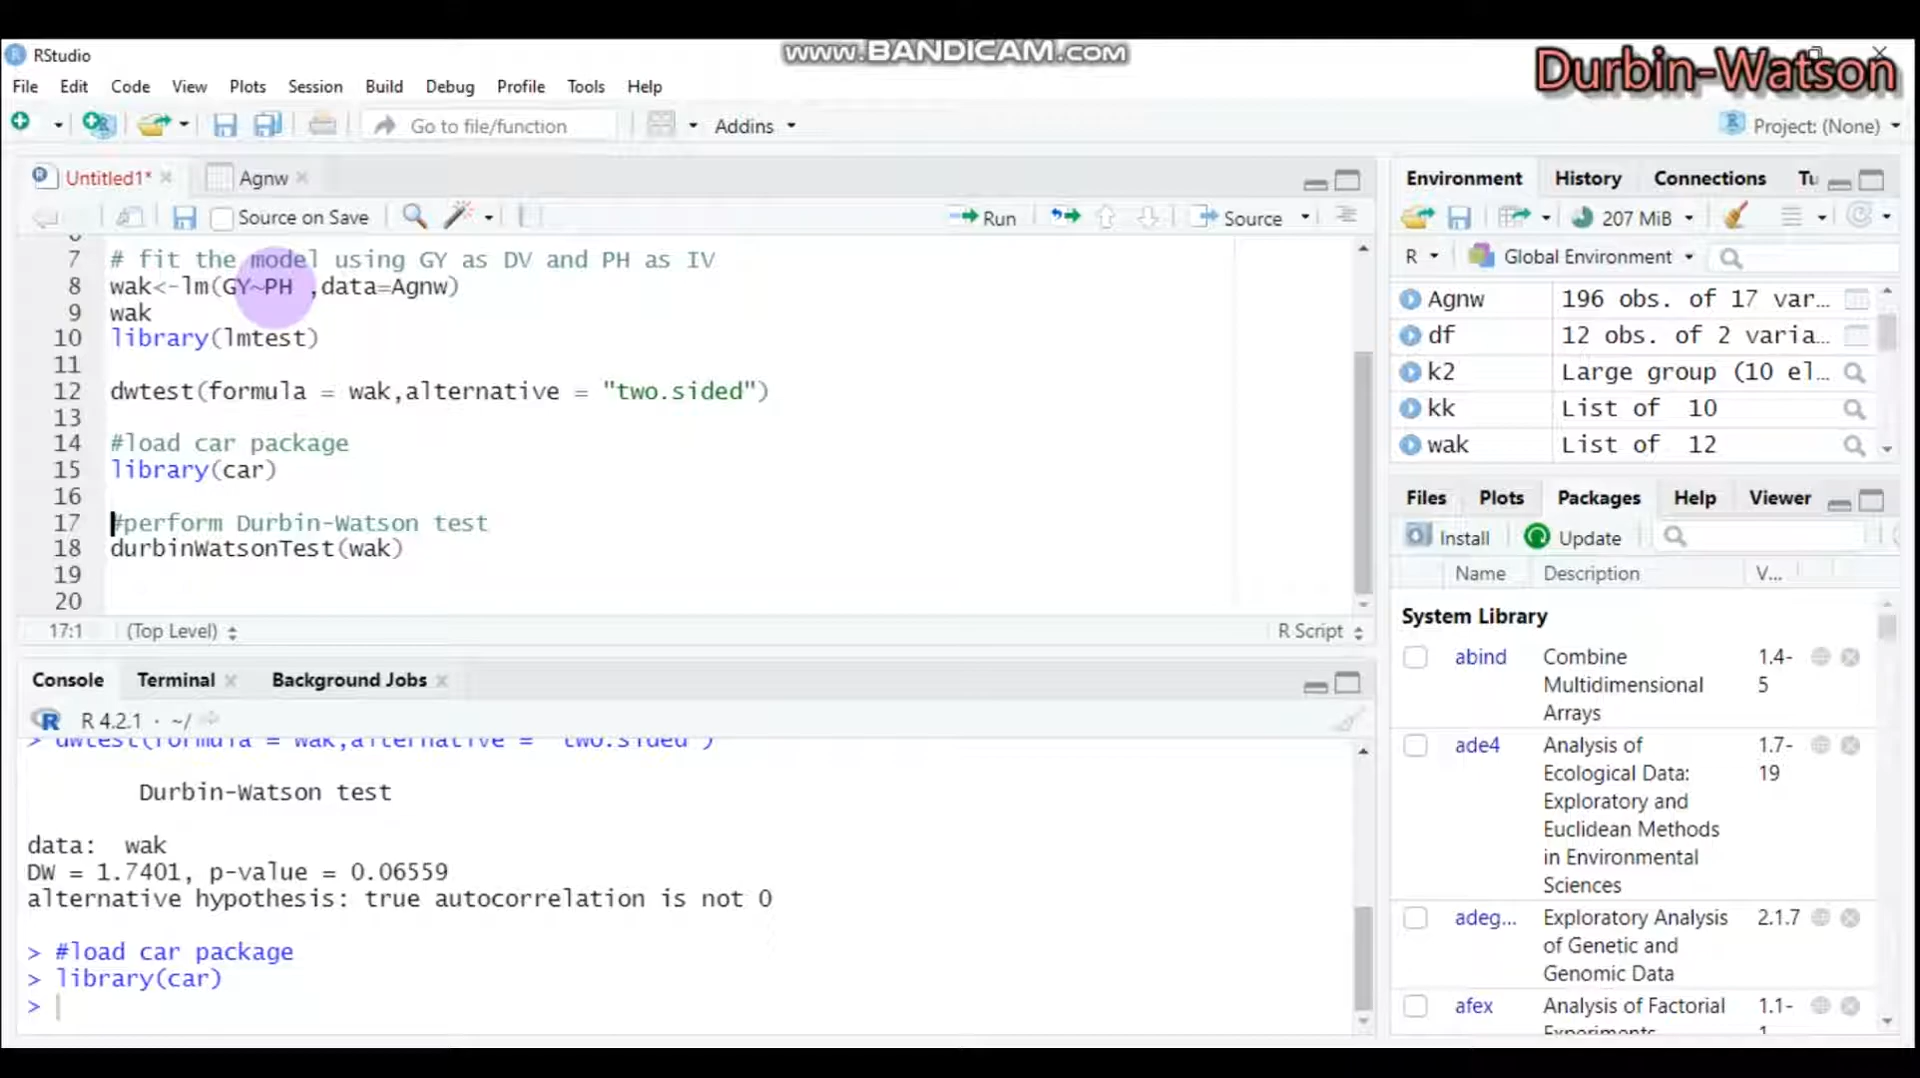 www.BANDICAM.com
RStudio
Durbin-Watson
File Edit Code View Plots Session Build Debug Profile Tools Help
Go to file/function Addins Project: (None)
Untitled1* Agnw
Source on Save Run Source
7 # fit the model using GY as DV and PH as IV
8 wak<-lm(GY~PH ,data=Agnw)
9 wak
10 library(lmtest)
11
12 dwtest(formula = wak,alternative = "two.sided")
13
14 #load car package
15 library(car)
16
17 #perform Durbin-Watson test
18 durbinWatsonTest(wak)
19
20
17:1 (Top Level) R Script
Console Terminal Background Jobs
R 4.2.1 · ~/
> dwtest(formula = wak,alternative = "two.sided")
Durbin-Watson test
data: wak
DW = 1.7401, p-value = 0.06559
alternative hypothesis: true autocorrelation is not 0
> #load car package
> library(car)
>
Environment History Connections Tu
207 MiB
R Global Environment
Agnw 196 obs. of 17 var...
df 12 obs. of 2 varia...
k2 Large group (10 el...
kk List of 10
wak List of 12
Files Plots Packages Help Viewer
Install Update
Name Description V...
System Library
abind Combine 1.4-
Multidimensional 5
Arrays
ade4 Analysis of 1.7-
Ecological Data: 19
Exploratory and
Euclidean Methods
in Environmental
Sciences
adeg... Exploratory Analysis 2.1.7
of Genetic and
Genomic Data
afex Analysis of Factorial 1.1-
Experiments 1